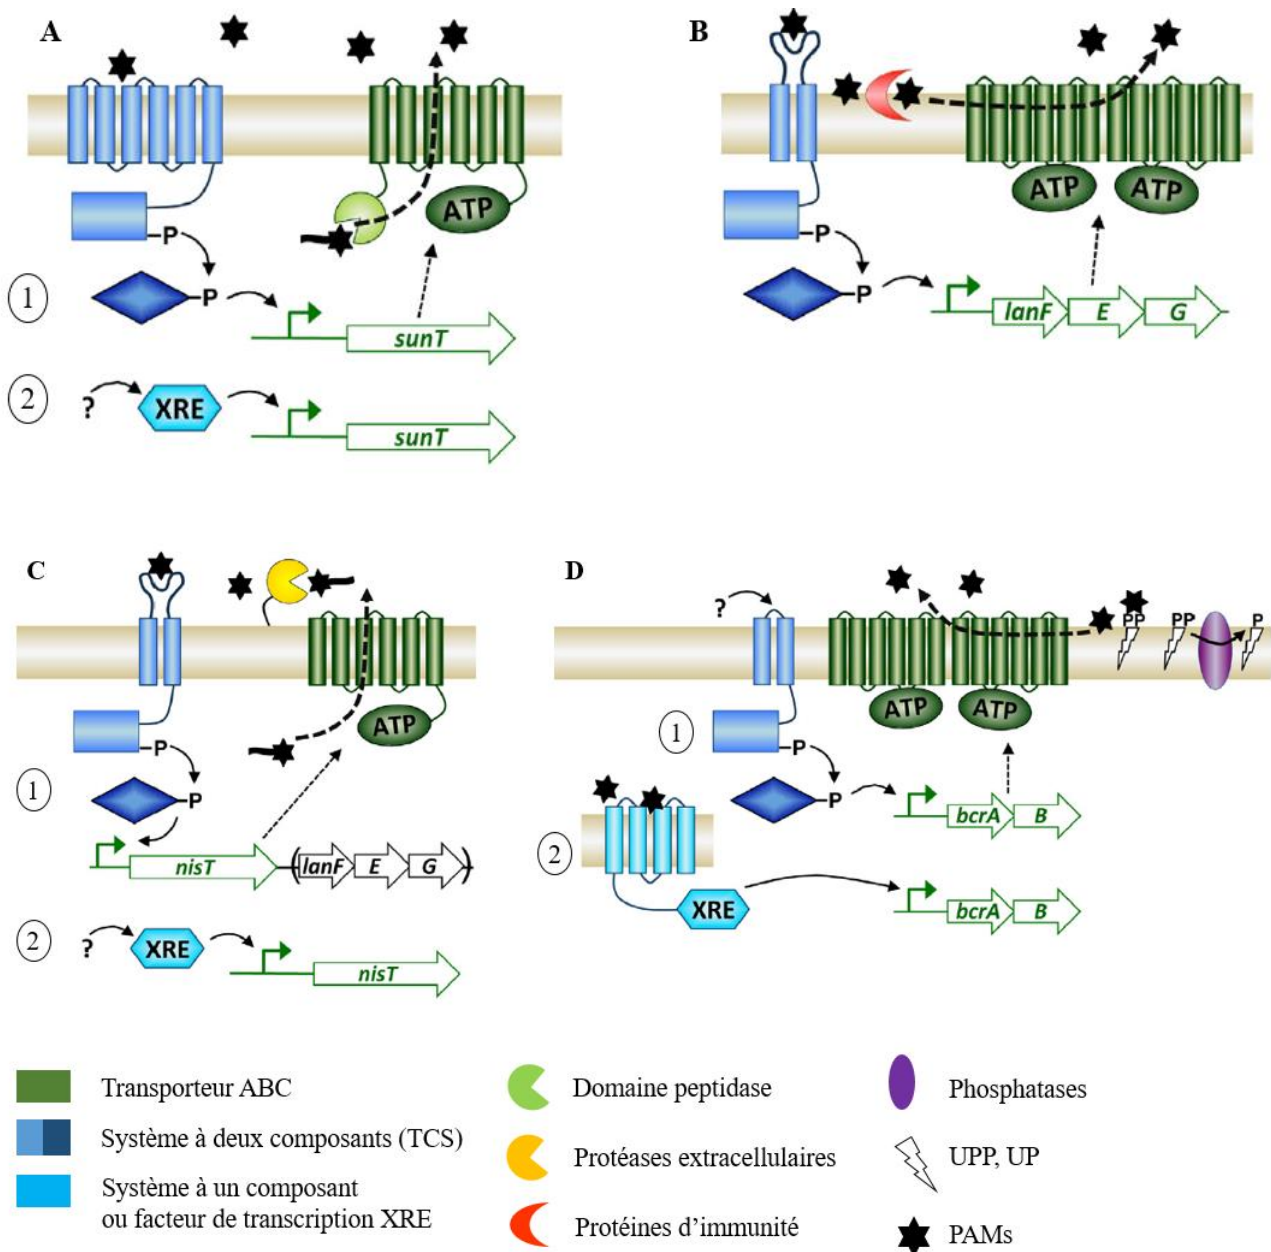 A
B
ATP
P
1
P
sunT
2
?
XRE
sunT
ATP
ATP
P
P
lanF
E
G
C
D
ATP
P
1
P
nisT
(lanF
E
G)
2
?
XRE
nisT
?
PP
PP
P
ATP
ATP
1
P
P
bcrA
B
2
XRE
bcrA
B
Transporteur ABC
Système à deux composants (TCS)
Système à un composant
ou facteur de transcription XRE
Domaine peptidase
Protéases extracellulaires
Protéines d’immunité
Phosphatases
UPP, UP
PAMs